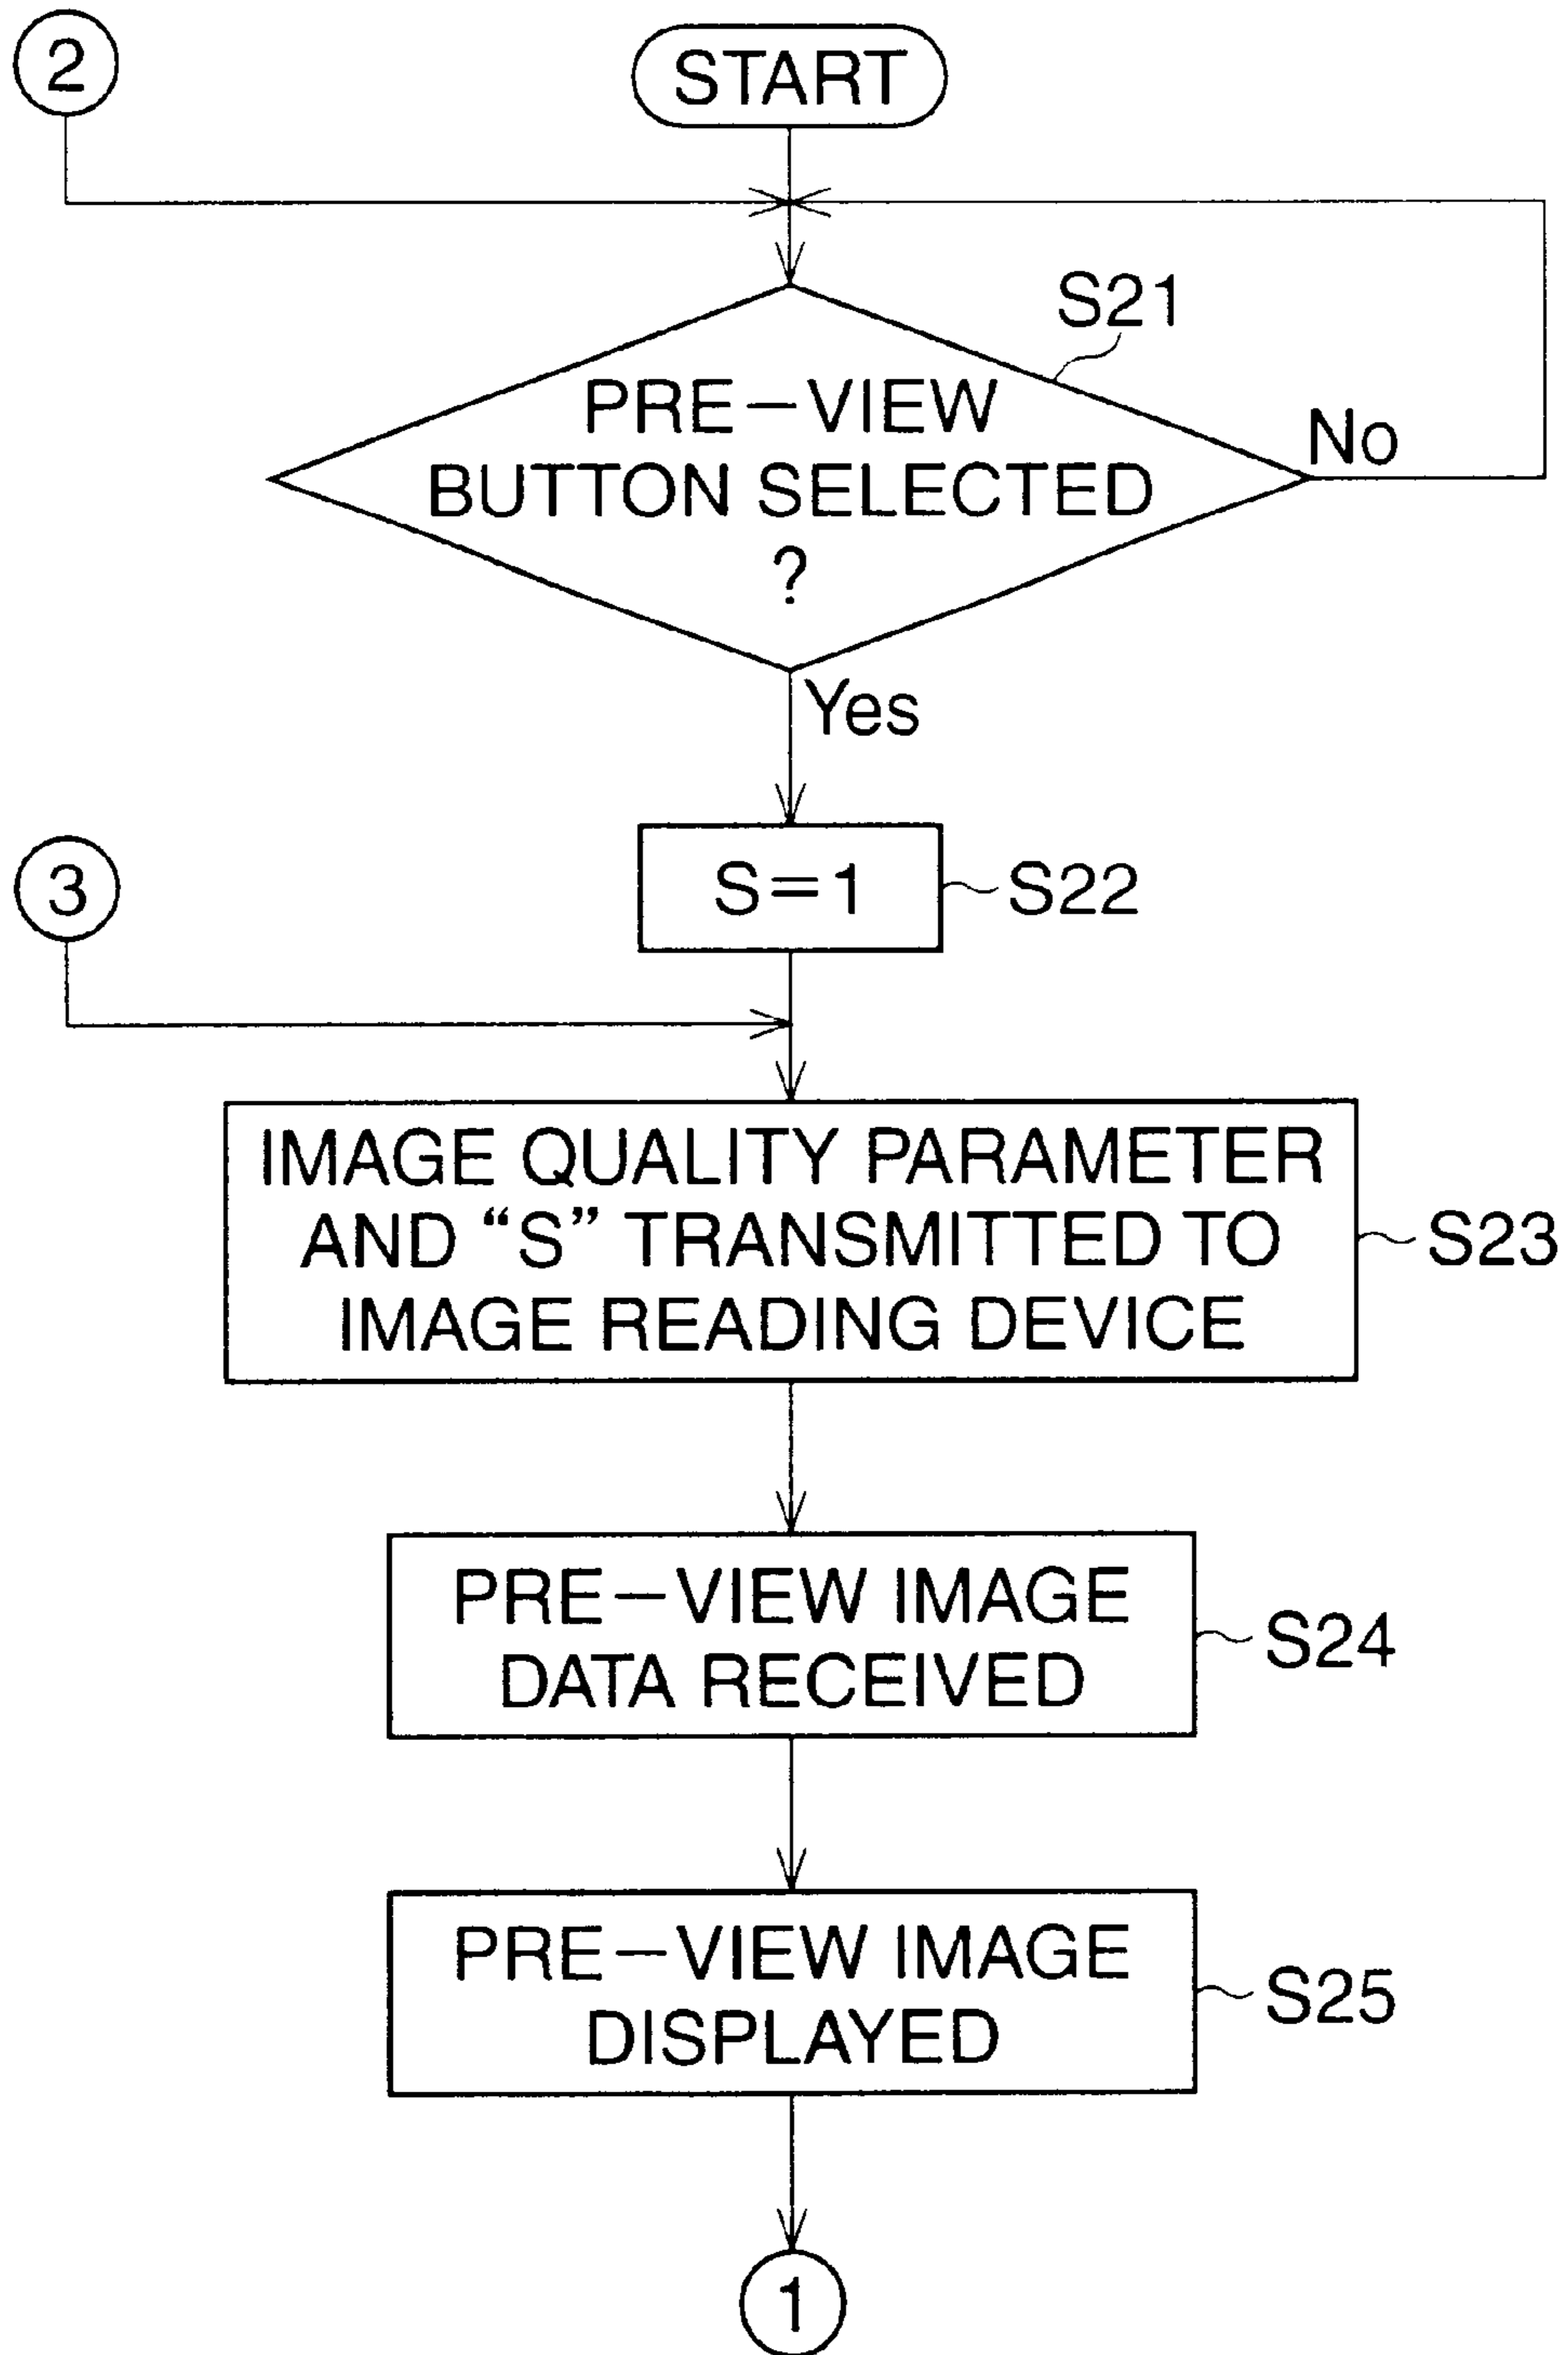 2
START
S21
PRE-VIEW
BUTTON SELECTED
?
No
Yes
3
S=1
S22
IMAGE QUALITY PARAMETER
AND “S” TRANSMITTED TO
IMAGE READING DEVICE
S23
PRE-VIEW IMAGE
DATA RECEIVED
S24
PRE-VIEW IMAGE
DISPLAYED
S25
1